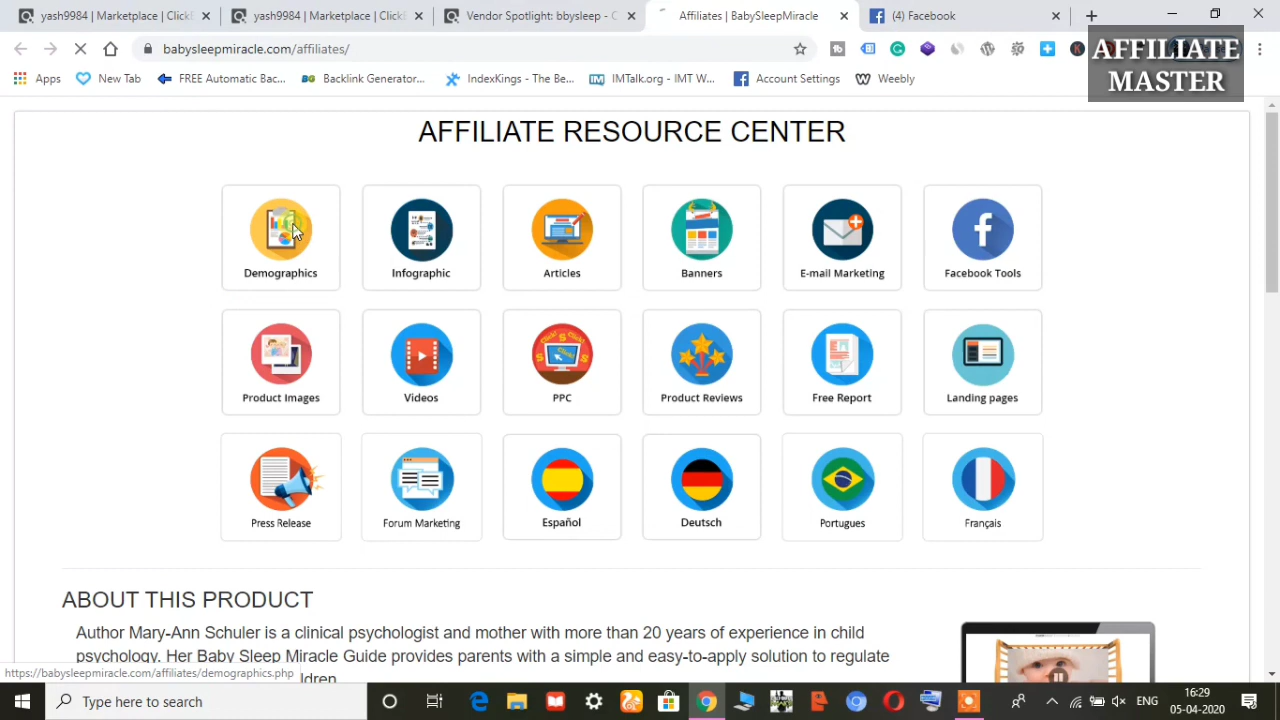 yash9984 | Marketplace | Click
yash9984 | Marketplace | Clicks
Vendor Spotlight: bbysleep - C
Affiliates | BabySleepMiracle
(4) Facebook
babysleepmiracle.com/affiliates/
AFFILIATE
MASTER
Apps
New Tab
FREE Automatic Bac...
Backlink Generator...
IndexKings - The Be...
IMTalk.org - IMT W...
Account Settings
Weebly
AFFILIATE RESOURCE CENTER
Demographics
Infographic
Articles
Banners
E-mail Marketing
Facebook Tools
Product Images
Videos
PPC
Product Reviews
Free Report
Landing pages
Press Release
Forum Marketing
Español
Deutsch
Portugues
Français
ABOUT THIS PRODUCT
Author Mary-Ann Schuler is a clinical psychologist and mother with more than 20 years of experience in child
psychology. Her Baby Sleep Miracle Guide provides parents with a simple and easy-to-apply solution to regulate
ldren
https://babysleepmiracle.com/affiliates/demographics.php
Type here to search
ENG
16:29
05-04-2020